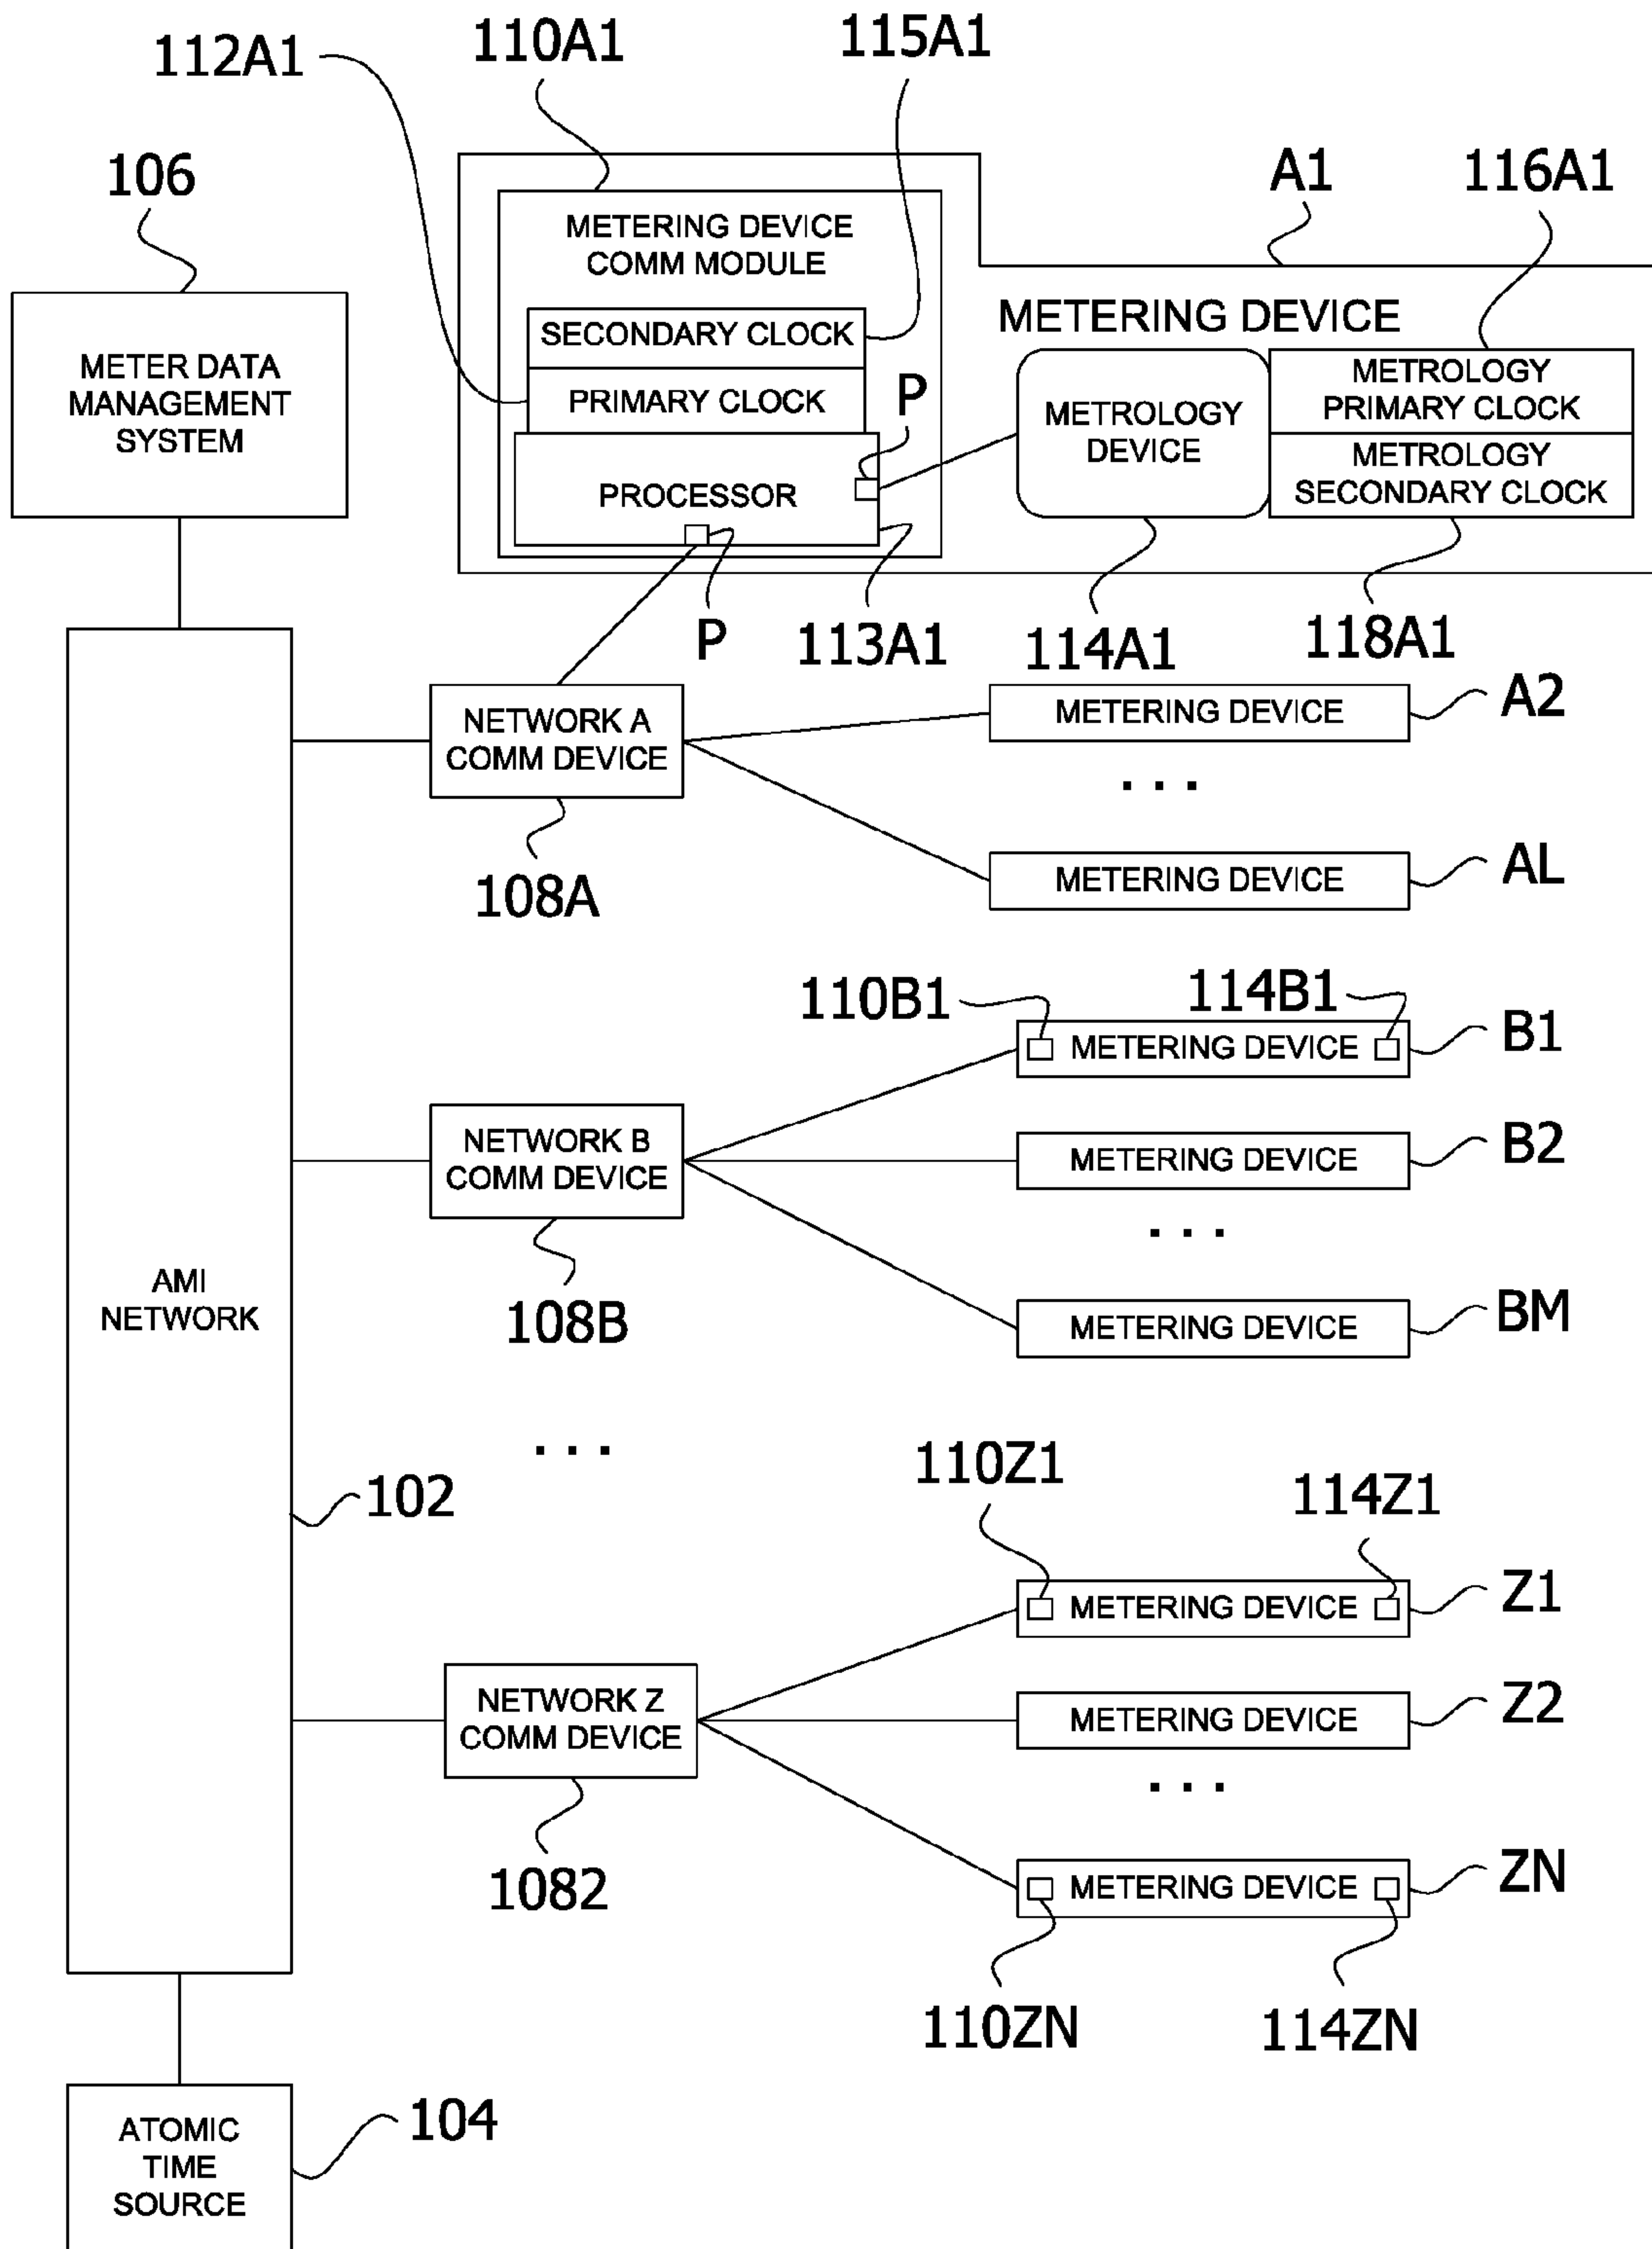 112A1
110A1
115A1
106
A1
116A1
METERING DEVICE
COMM MODULE
SECONDARY CLOCK
PRIMARY CLOCK
PROCESSOR
P
P
METERING DEVICE
METROLOGY
DEVICE
METROLOGY
PRIMARY CLOCK
METROLOGY
SECONDARY CLOCK
METER DATA
MANAGEMENT
SYSTEM
113A1
114A1
118A1
NETWORK A
COMM DEVICE
108A
METERING DEVICE
A2
. . .
METERING DEVICE
AL
110B1
114B1
METERING DEVICE
B1
NETWORK B
COMM DEVICE
108B
METERING DEVICE
B2
. . .
METERING DEVICE
BM
AMI
NETWORK
102
. . .
110Z1
114Z1
METERING DEVICE
Z1
NETWORK Z
COMM DEVICE
1082
METERING DEVICE
Z2
. . .
METERING DEVICE
ZN
110ZN
114ZN
ATOMIC
TIME
SOURCE
104